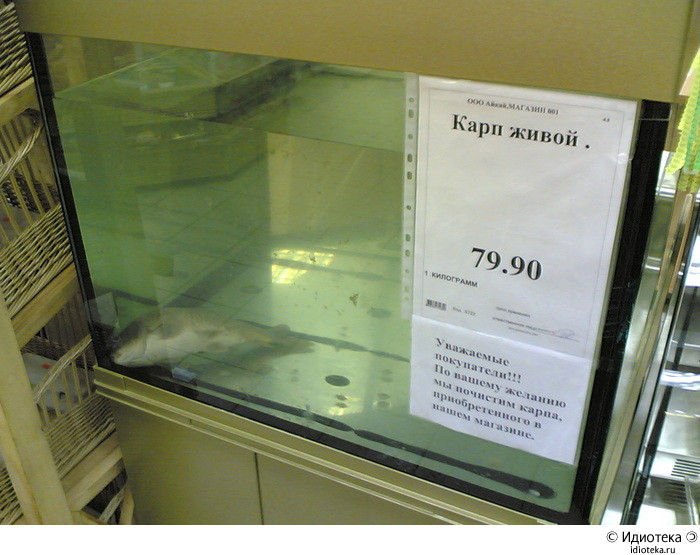 ООО Айкай,МАГАЗИН 001
Карп живой .
79.90
1 КИЛОГРАММ
Уважаемые
покупатели!!!
По вашему желанию
мы почистим карпа,
приобретенного в
нашем магазине.
© Идиотека
idioteka.ru